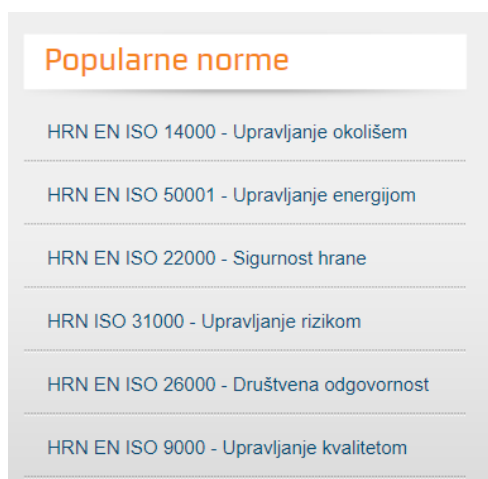 Popularne norme
HRN EN ISO 14000 - Upravljanje okolišem
HRN EN ISO 50001 - Upravljanje energijom
HRN EN ISO 22000 - Sigurnost hrane
HRN ISO 31000 - Upravljanje rizikom
HRN EN ISO 26000 - Društvena odgovornost
HRN EN ISO 9000 - Upravljanje kvalitetom